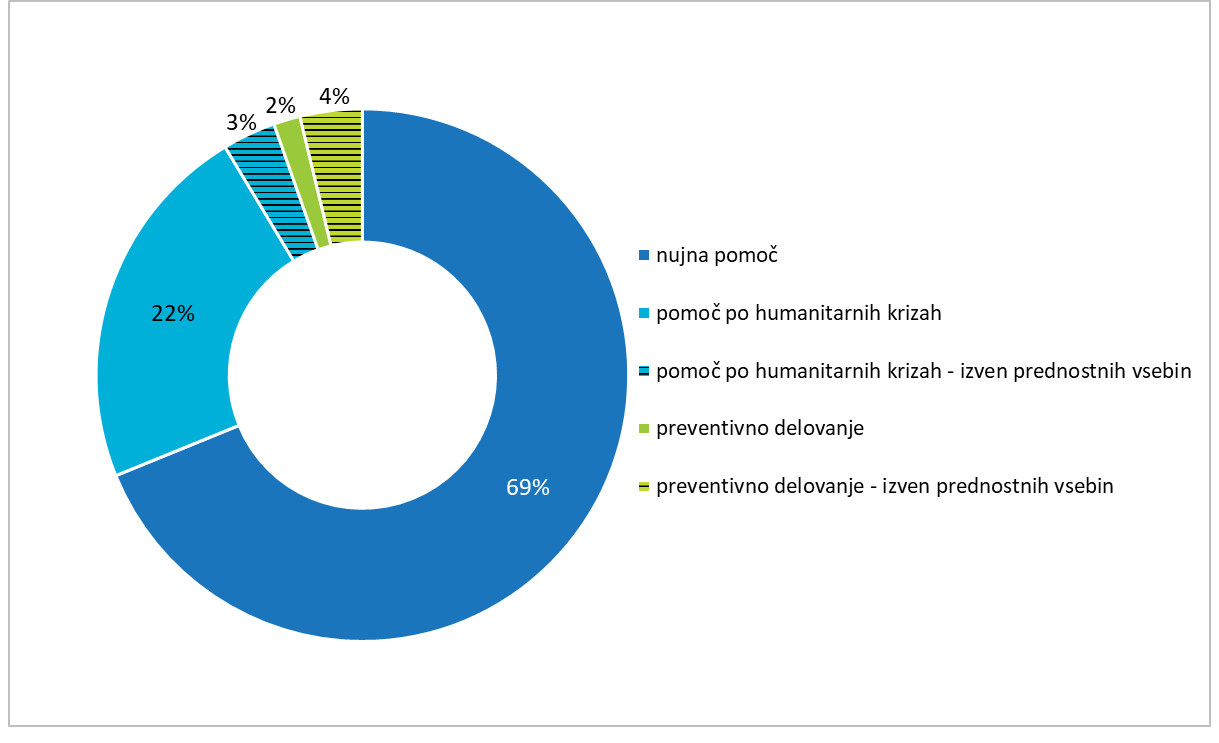 4%
2%
3%
22%
69%
nujna pomoč
pomoč po humanitarnih krizah
pomoč po humanitarnih krizah - izven prednostnih vsebin
preventivno delovanje
preventivno delovanje - izven prednostnih vsebin